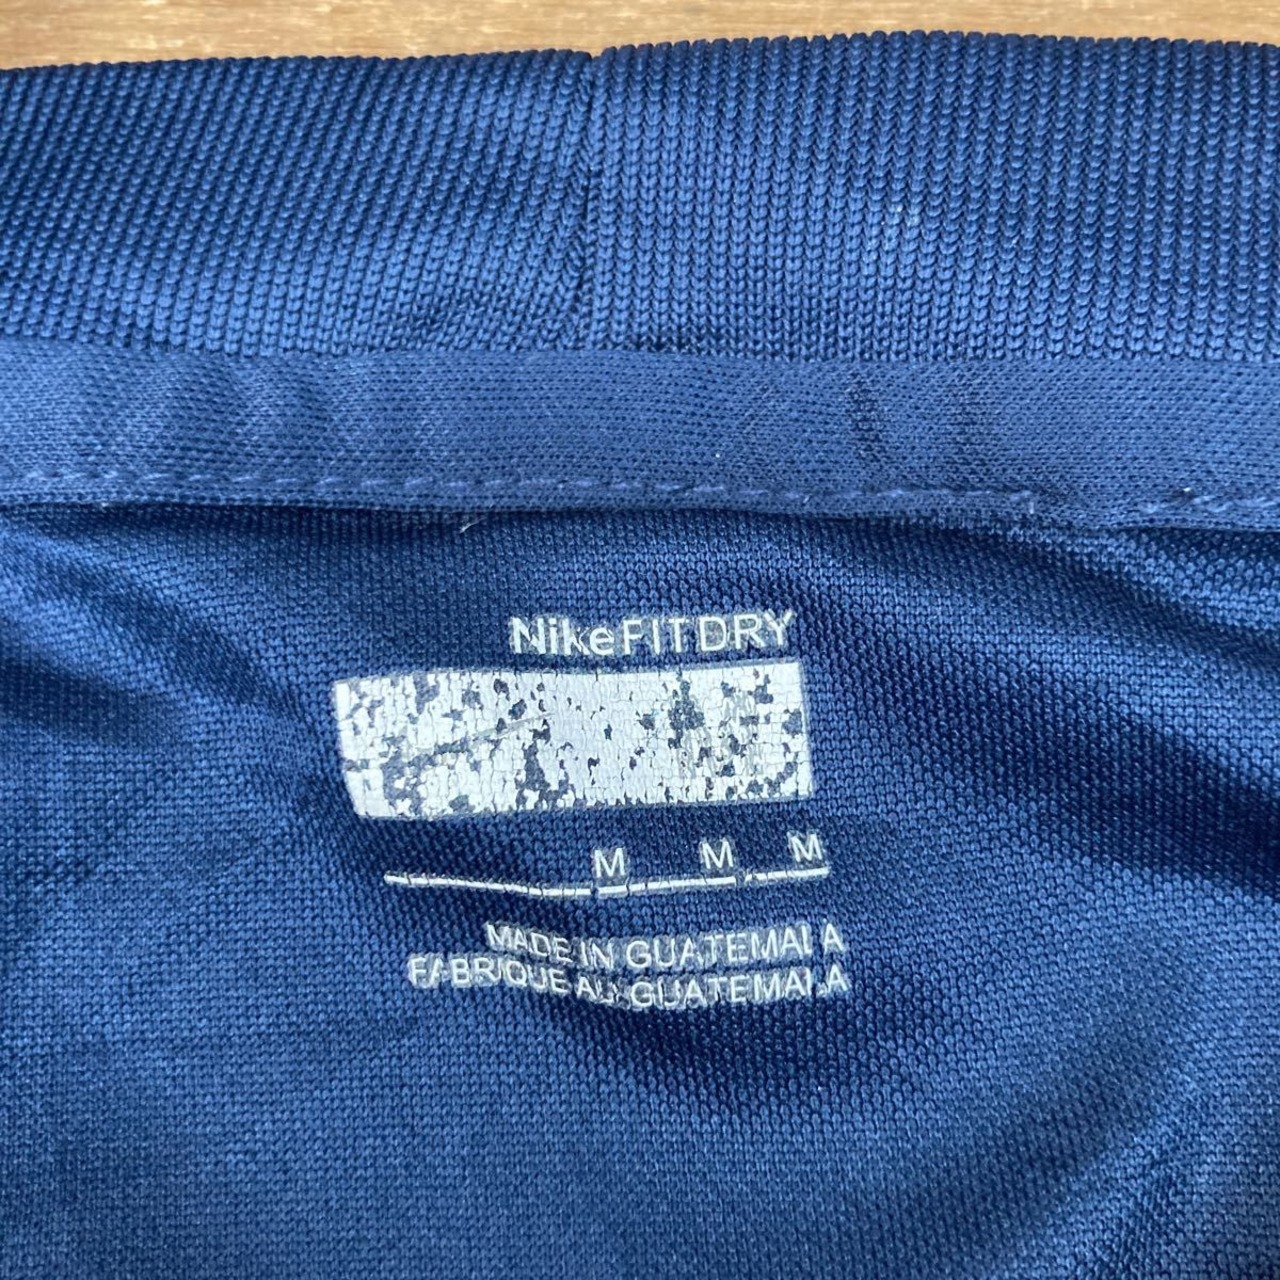 NikeFITDRY
M M M
MADE IN GUATEMALA
FABRIQUE AU GUATEMALA